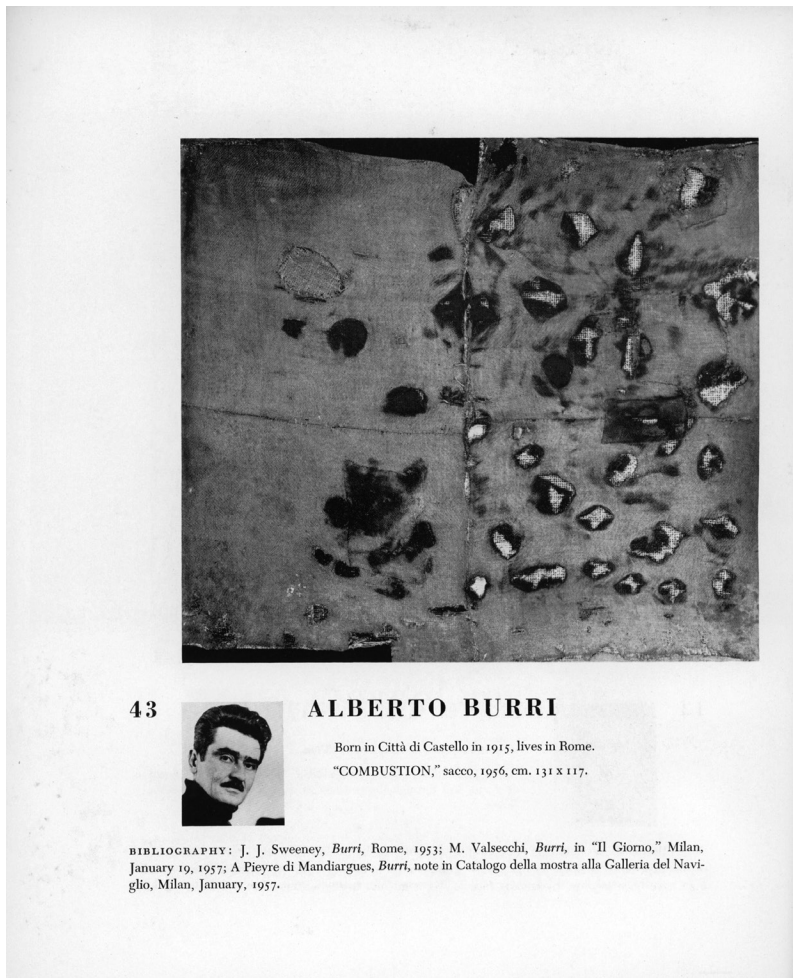 43
ALBERTO BURRI
Born in Città di Castello in 1915, lives in Rome.
“COMBUSTION,” sacco, 1956, cm. 131 x 117.
BIBLIOGRAPHY: J. J. Sweeney, Burri, Rome, 1953; M. Valsecchi, Burri, in “Il Giorno,” Milan,
January 19, 1957; A Pieyre di Mandiargues, Burri, note in Catalogo della mostra alla Galleria del Navi-
glio, Milan, January, 1957.